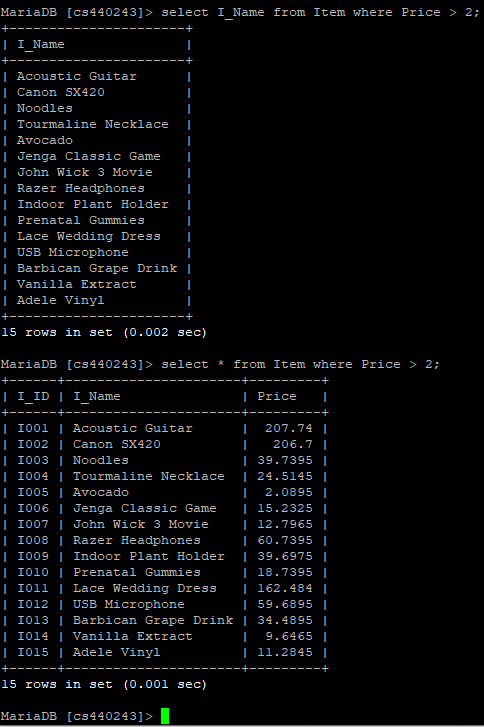 MariaDB [cs440243]> select I_Name from Item where Price > 2;
+----------------------+
| I_Name               |
+----------------------+
| Acoustic Guitar      |
| Canon SX420          |
| Noodles              |
| Tourmaline Necklace  |
| Avocado              |
| Jenga Classic Game   |
| John Wick 3 Movie    |
| Razer Headphones     |
| Indoor Plant Holder  |
| Prenatal Gummies     |
| Lace Wedding Dress   |
| USB Microphone       |
| Barbican Grape Drink |
| Vanilla Extract      |
| Adele Vinyl          |
+----------------------+
15 rows in set (0.002 sec)

MariaDB [cs440243]> select * from Item where Price > 2;
+------+----------------------+---------+
| I_ID | I_Name               | Price   |
+------+----------------------+---------+
| I001 | Acoustic Guitar      |  207.74 |
| I002 | Canon SX420          |   206.7 |
| I003 | Noodles              | 39.7395 |
| I004 | Tourmaline Necklace  | 24.5145 |
| I005 | Avocado              |  2.0895 |
| I006 | Jenga Classic Game   | 15.2325 |
| I007 | John Wick 3 Movie    | 12.7965 |
| I008 | Razer Headphones     | 60.7395 |
| I009 | Indoor Plant Holder  | 39.6975 |
| I010 | Prenatal Gummies     | 18.7395 |
| I011 | Lace Wedding Dress   | 162.484 |
| I012 | USB Microphone       | 59.6895 |
| I013 | Barbican Grape Drink | 34.4895 |
| I014 | Vanilla Extract      |  9.6465 |
| I015 | Adele Vinyl          | 11.2845 |
+------+----------------------+---------+
15 rows in set (0.001 sec)

MariaDB [cs440243]>